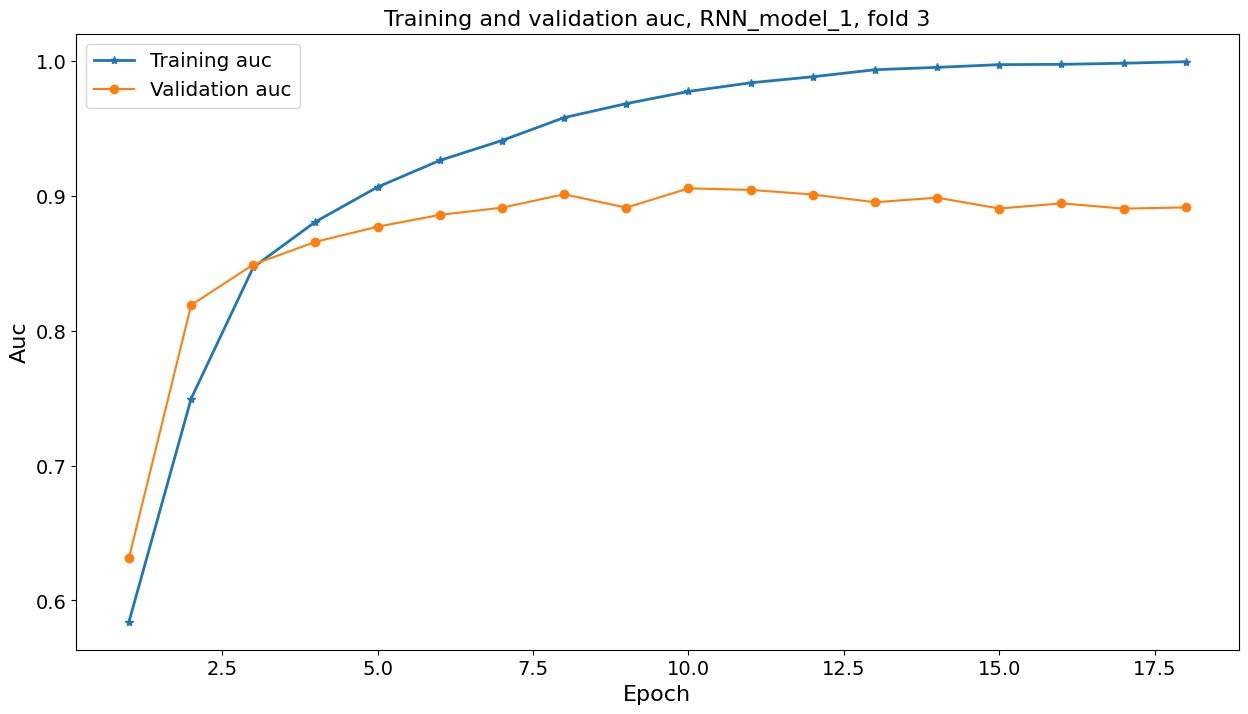 Training and validation auc, RNN_model_1, fold 3
Training auc
Validation auc
1.0
0.9
0.8
0.7
0.6
Auc
2.5 5.0 7.5 10.0 12.5 15.0 17.5
Epoch